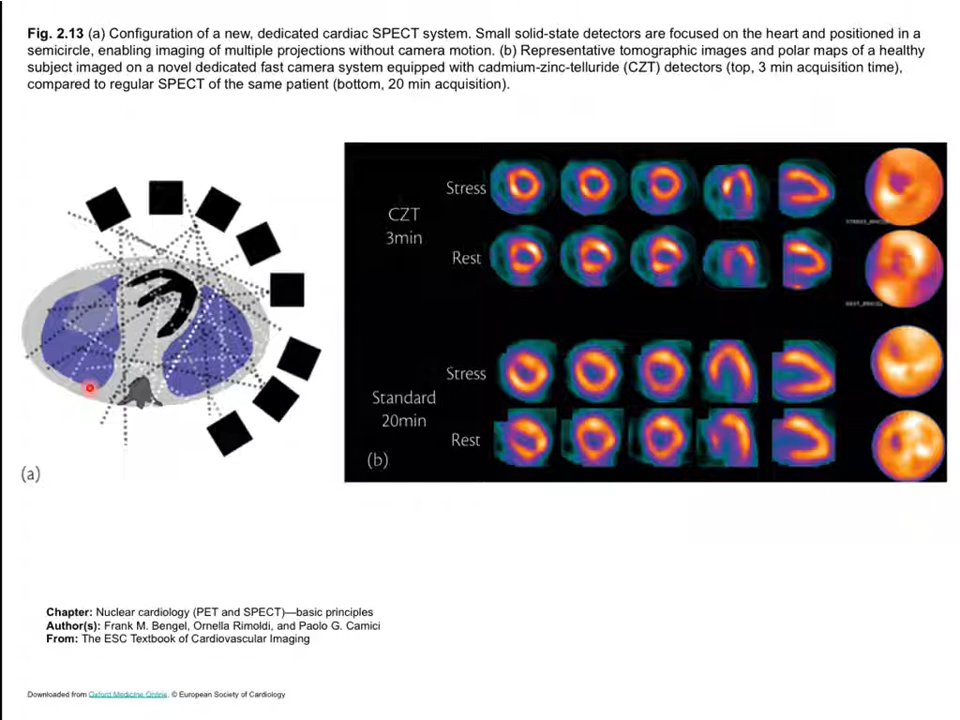 Fig. 2.13 (a) Configuration of a new, dedicated cardiac SPECT system. Small solid-state detectors are focused on the heart and positioned in a
semicircle, enabling imaging of multiple projections without camera motion. (b) Representative tomographic images and polar maps of a healthy
subject imaged on a novel dedicated fast camera system equipped with cadmium-zinc-telluride (CZT) detectors (top, 3 min acquisition time),
compared to regular SPECT of the same patient (bottom, 20 min acquisition).
Stress
CZT
3min
Rest
Stress
Standard
20min
Rest
(a)
(b)
Chapter: Nuclear cardiology (PET and SPECT)—basic principles
Author(s): Frank M. Bengel, Ornella Rimoldi, and Paolo G. Camici
From: The ESC Textbook of Cardiovascular Imaging
Downloaded from Oxford Medicine Online. © European Society of Cardiology